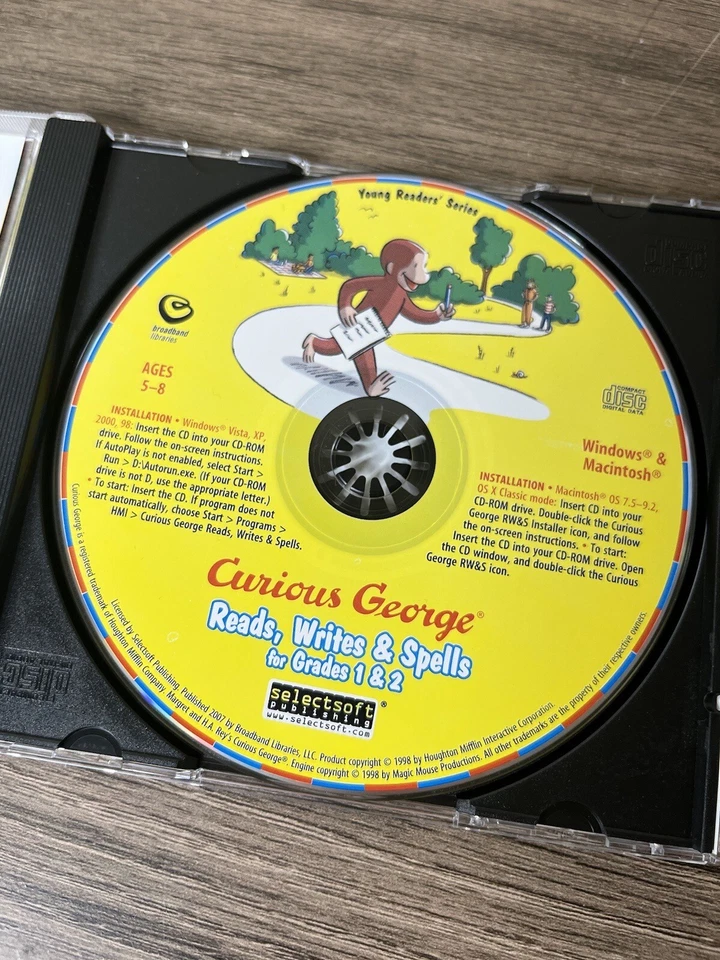 Young Readers' Series
broadband
libraries
AGES
5–8
COMPACT
disc
DIGITAL DATA
Windows® &
Macintosh®
INSTALLATION • Windows® Vista, XP,
2000, 98: Insert the CD into your CD-ROM
drive. Follow the on-screen instructions.
If AutoPlay is not enabled, select Start >
Run > D:\Autorun.exe. (If your CD-ROM
drive is not D, use the appropriate letter.)
• To start: Insert the CD. If program does not
start automatically, choose Start > Programs >
HMI > Curious George Reads, Writes & Spells.
INSTALLATION • Macintosh® OS 7.5–9.2,
OS X Classic mode: Insert CD into your
CD-ROM drive. Double-click the Curious
George RW&S Installer icon, and follow
the on-screen instructions. • To start:
Insert the CD into your CD-ROM drive. Open
the CD window, and double-click the Curious
George RW&S icon.
Curious George®
Reads, Writes & Spells
for Grades 1 & 2
selectsoft®
publishing
www.selectsoft.com
Licensed by Selectsoft Publishing. Published 2007 by Broadband Libraries, LLC. Product copyright © 1998 by Houghton Mifflin Interactive Corporation.
Curious George is a registered trademark of Houghton Mifflin Company. Margret and H.A. Rey's Curious George®. Engine copyright © 1998 by Magic Mouse Productions. All other trademarks are the property of their respective owners.